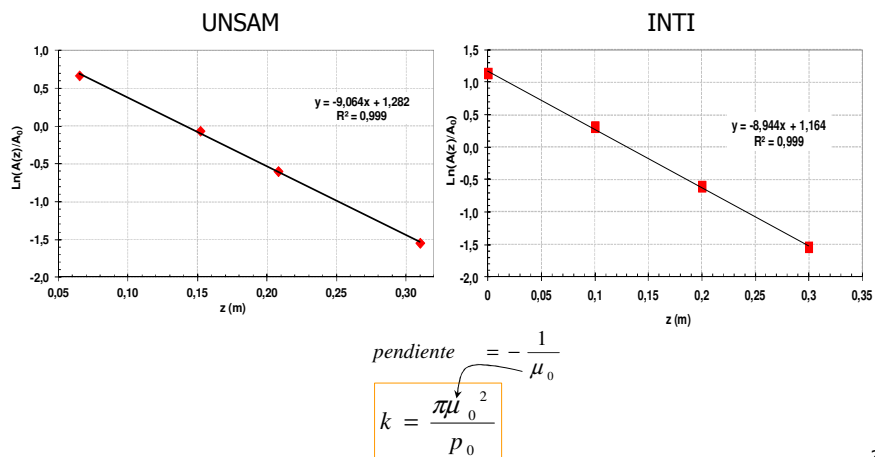 UNSAM
INTI
1,0
0,5
0,0
-0,5
-1,0
-1,5
-2,0
Ln(A(z)/A₀)
y = -9,064x + 1,282
R² = 0,999
0,05 0,10 0,15 0,20 0,25 0,30
z (m)
1,5
1,0
0,5
0,0
-0,5
-1,0
-1,5
-2,0
Ln(A(z)/A₀)
y = -8,944x + 1,164
R² = 0,999
0 0,05 0,1 0,15 0,2 0,25 0,3 0,35
z (m)
pendiente = - 1/μ₀
k = πμ₀²/p₀